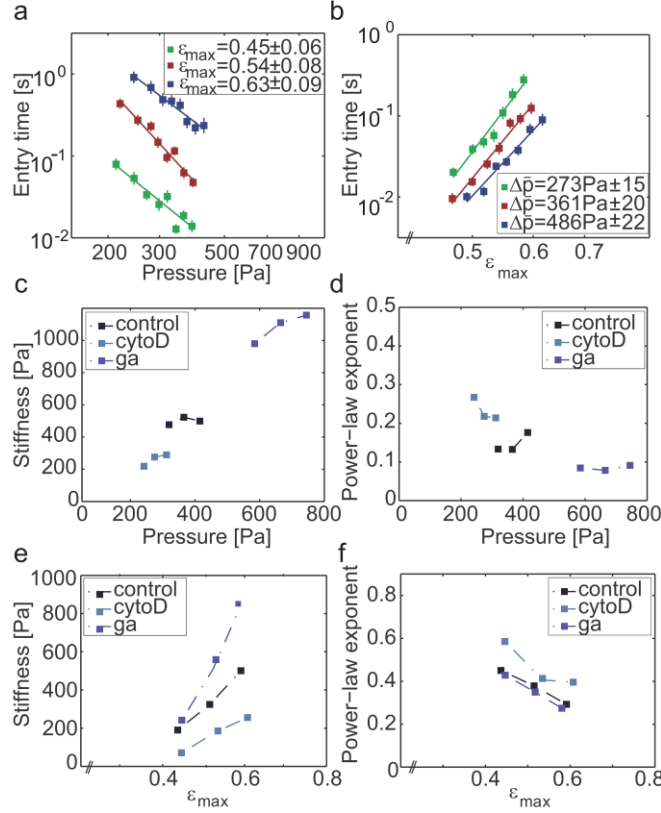 a
ε_max=0.45±0.06
ε_max=0.54±0.08
ε_max=0.63±0.09
Entry time [s]
10^0
10^-1
10^-2
200 300 500 700 900
Pressure [Pa]
b
Entry time [s]
10^0
10^-1
10^-2
Δp̄=273Pa±15
Δp̄=361Pa±20
Δp̄=486Pa±22
0.5 0.6 0.7
ε_max
c
control
cytoD
ga
Stiffness [Pa]
1000
800
600
400
200
0
0 200 400 600 800
Pressure [Pa]
d
control
cytoD
ga
Power-law exponent
0.5
0.4
0.3
0.2
0.1
0
0 200 400 600 800
Pressure [Pa]
e
control
cytoD
ga
Stiffness [Pa]
1000
800
600
400
200
0
0.4 0.6 0.8
ε_max
f
control
cytoD
ga
Power-law exponent
0.8
0.6
0.4
0.2
0
0.4 0.6 0.8
ε_max